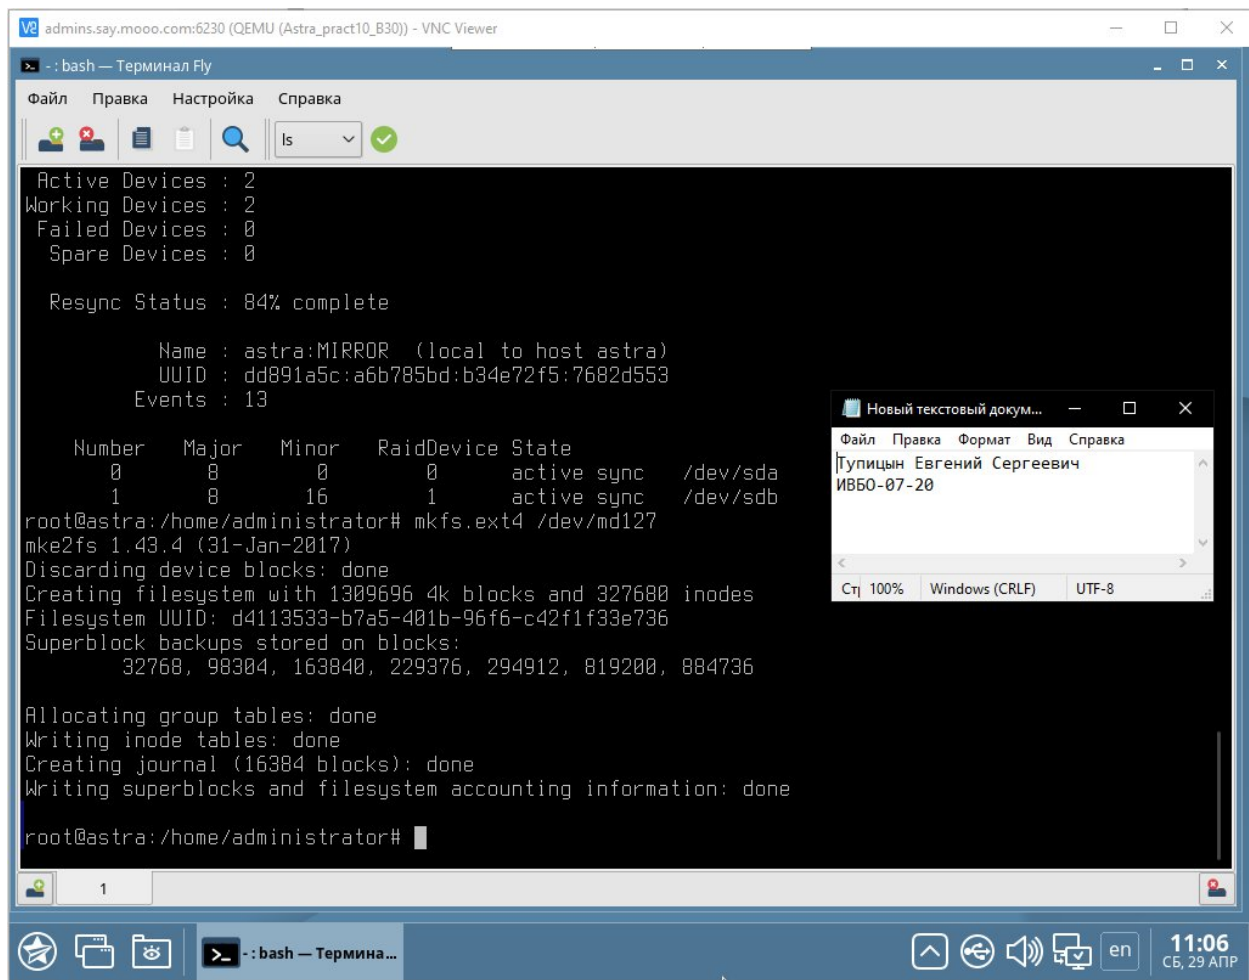 admins.say.mooo.com:6230 (QEMU (Astra_pract10_B30)) - VNC Viewer
- : bash — Терминал Fly
Файл Правка Настройка Справка
ls
Active Devices : 2
Working Devices : 2
Failed Devices : 0
Spare Devices : 0
Resync Status : 84% complete
Name : astra:MIRROR (local to host astra)
UUID : dd891a5c:a6b785bd:b34e72f5:7682d553
Events : 13
Number Major Minor RaidDevice State
0 8 0 0 active sync /dev/sda
1 8 16 1 active sync /dev/sdb
root@astra:/home/administrator# mkfs.ext4 /dev/md127
mke2fs 1.43.4 (31-Jan-2017)
Discarding device blocks: done
Creating filesystem with 1309696 4k blocks and 327680 inodes
Filesystem UUID: d4113533-b7a5-401b-96f6-c42f1f33e736
Superblock backups stored on blocks:
32768, 98304, 163840, 229376, 294912, 819200, 884736
Allocating group tables: done
Writing inode tables: done
Creating journal (16384 blocks): done
Writing superblocks and filesystem accounting information: done
root@astra:/home/administrator#
Новый текстовый докум...
Файл Правка Формат Вид Справка
Тупицын Евгений Сергеевич
ИВБО-07-20
Ст 100% Windows (CRLF) UTF-8
1
- : bash — Термина...
en
11:06
СБ, 29 АПР